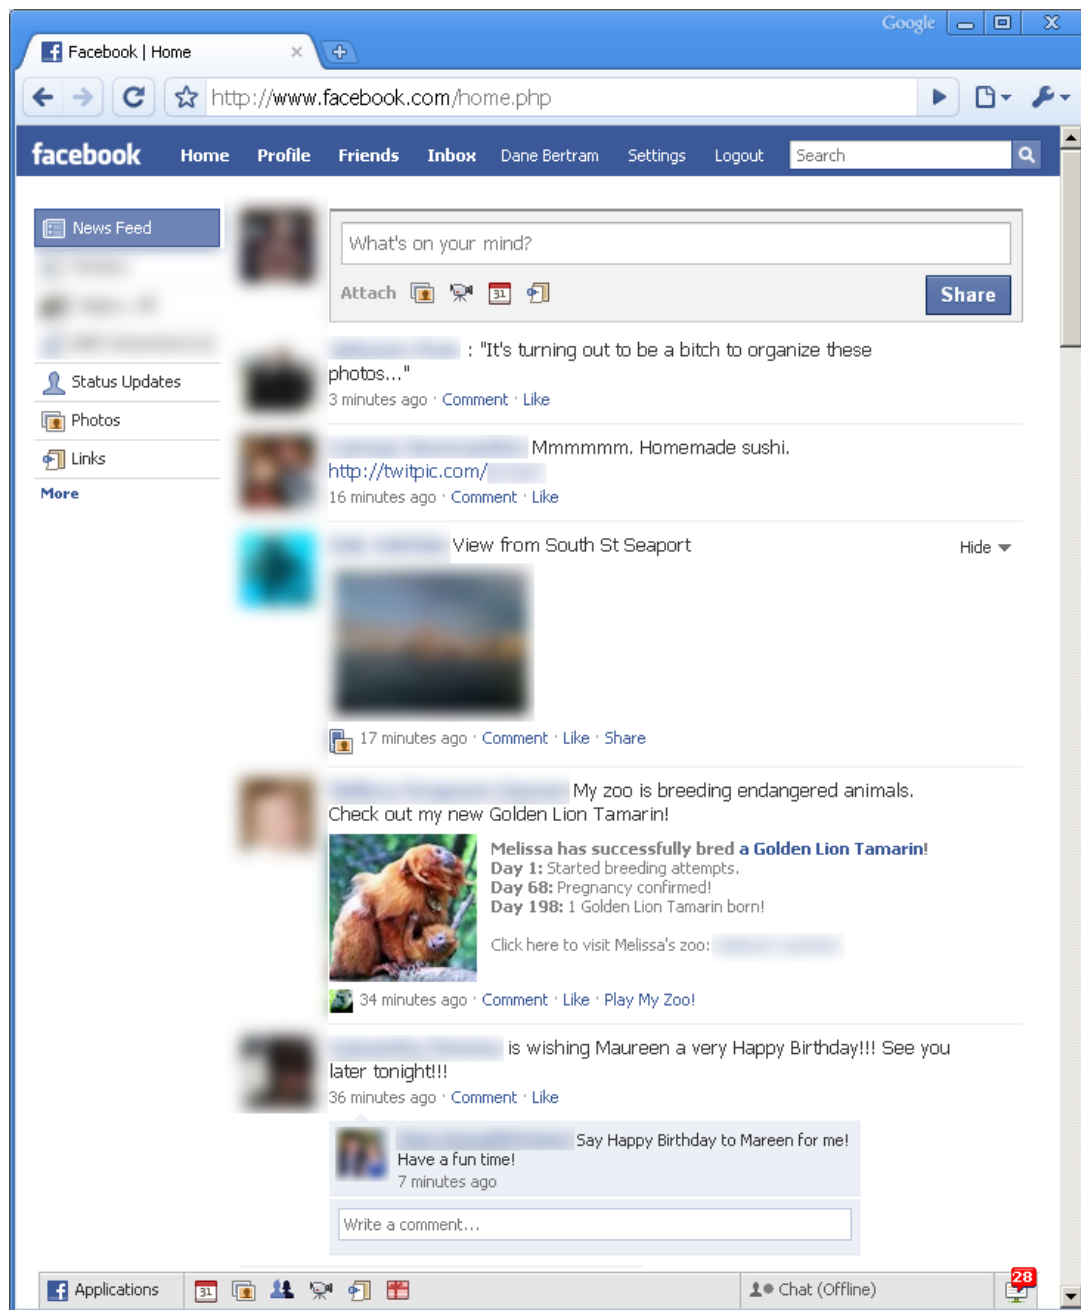 Google
Facebook | Home
http://www.facebook.com/home.php
facebook Home Profile Friends Inbox Dane Bertram Settings Logout Search
News Feed
Status Updates
Photos
Links
More
What's on your mind?
Attach 31 Share
: "It's turning out to be a bitch to organize these
photos..."
3 minutes ago · Comment · Like
Mmmmmm. Homemade sushi.
http://twitpic.com/
16 minutes ago · Comment · Like
View from South St Seaport Hide
17 minutes ago · Comment · Like · Share
My zoo is breeding endangered animals.
Check out my new Golden Lion Tamarin!
Melissa has successfully bred a Golden Lion Tamarin!
Day 1: Started breeding attempts.
Day 68: Pregnancy confirmed!
Day 198: 1 Golden Lion Tamarin born!
Click here to visit Melissa's zoo:
34 minutes ago · Comment · Like · Play My Zoo!
is wishing Maureen a very Happy Birthday!!! See you
later tonight!!!
36 minutes ago · Comment · Like
Say Happy Birthday to Mareen for me!
Have a fun time!
7 minutes ago
Write a comment...
Applications 31 Chat (Offline) 28